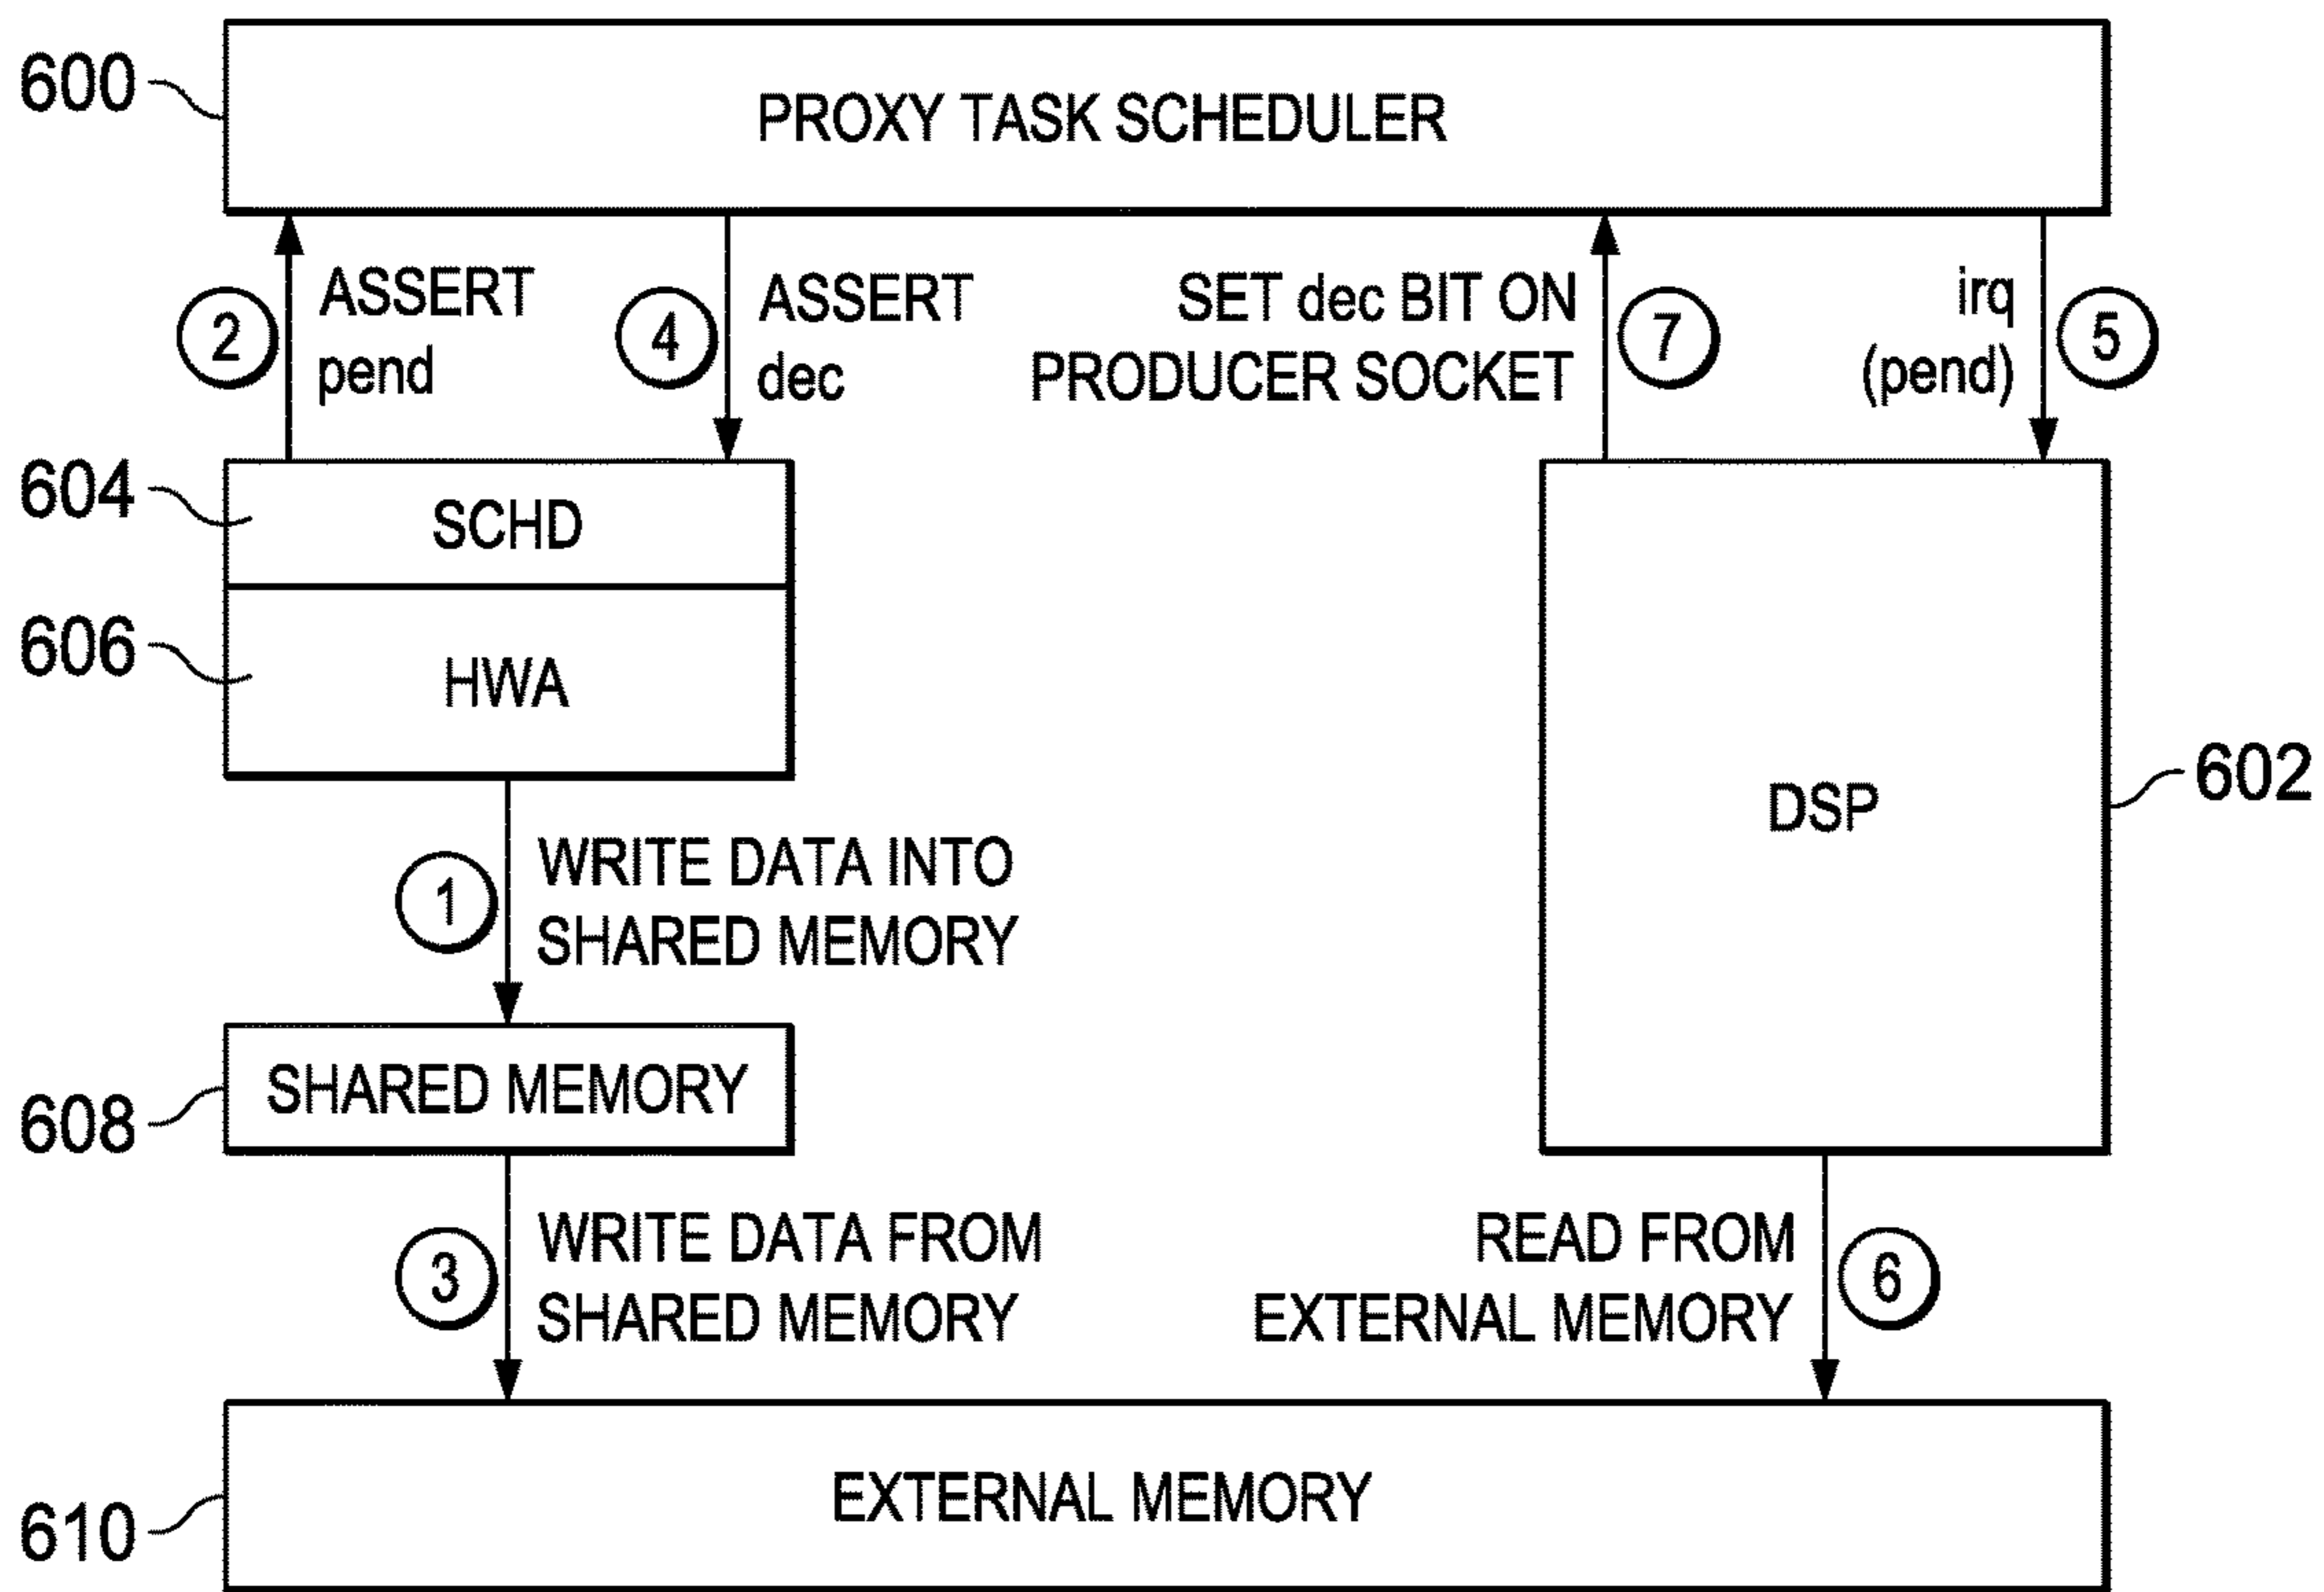 600
PROXY TASK SCHEDULER
2
ASSERT
pend
4
ASSERT
dec
SET dec BIT ON
PRODUCER SOCKET
7
irq
(pend)
5
604
SCHD
606
HWA
DSP
602
1
WRITE DATA INTO
SHARED MEMORY
608
SHARED MEMORY
3
WRITE DATA FROM
SHARED MEMORY
READ FROM
EXTERNAL MEMORY
6
610
EXTERNAL MEMORY